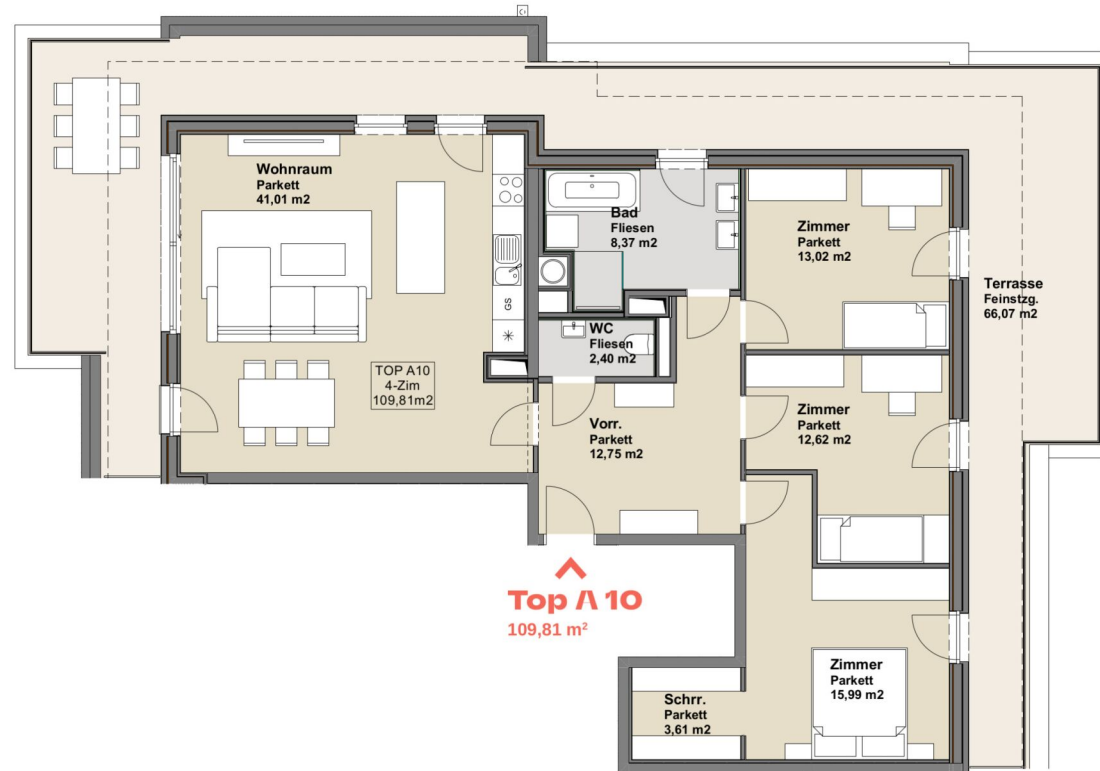 Wohnraum
Parkett
41,01 m2
Bad
Fliesen
8,37 m2
Zimmer
Parkett
13,02 m2
Terrasse
Feinstzg.
66,07 m2
GS
WC
Fliesen
2,40 m2
TOP A10
4-Zim
109,81m2
Vorr.
Parkett
12,75 m2
Zimmer
Parkett
12,62 m2
Top A 10
109,81 m²
Zimmer
Parkett
15,99 m2
Schrr.
Parkett
3,61 m2